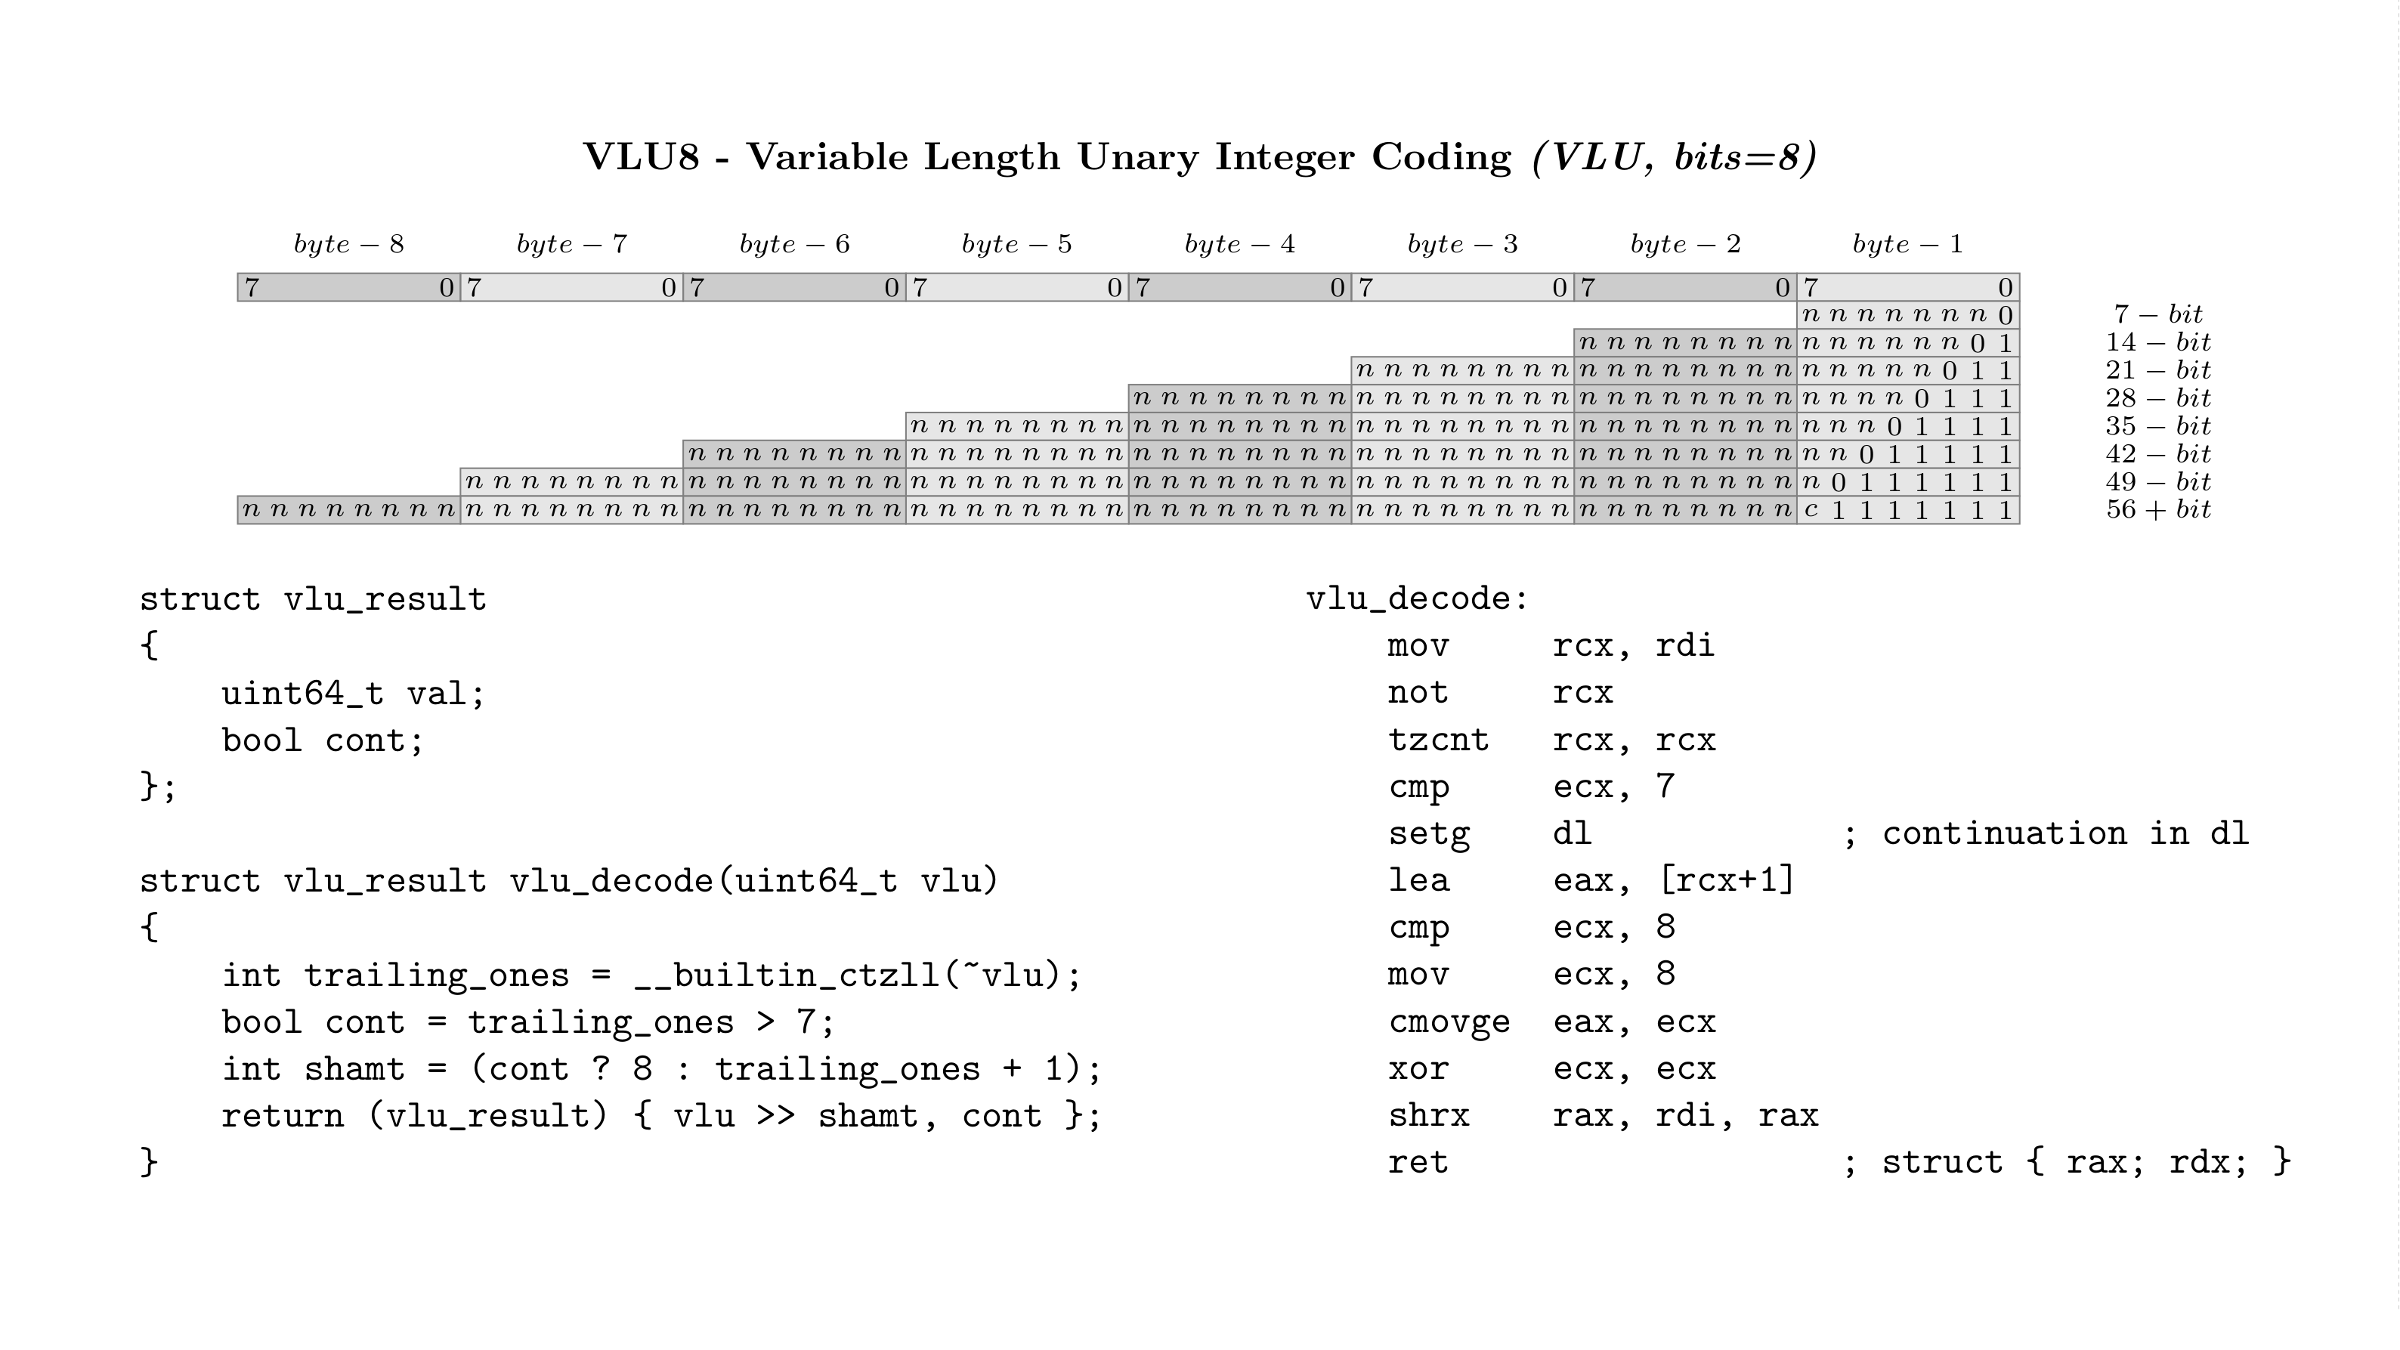 VLU8 - Variable Length Unary Integer Coding (VLU, bits=8)
byte − 8 byte − 7 byte − 6 byte − 5 byte − 4 byte − 3 byte − 2 byte − 1
7 0 7 0 7 0 7 0 7 0 7 0 7 0 7 0
n n n n n n n 0 7 − bit
n n n n n n n n n n n n n n 0 1 14 − bit
n n n n n n n n n n n n n n n n n n n n n 0 1 1 21 − bit
n n n n n n n n n n n n n n n n n n n n n n n n n n n n 0 1 1 1 28 − bit
n n n n n n n n n n n n n n n n n n n n n n n n n n n n n n n n n n n 0 1 1 1 1 35 − bit
n n n n n n n n n n n n n n n n n n n n n n n n n n n n n n n n n n n n n n n n n n 0 1 1 1 1 1 42 − bit
n n n n n n n n n n n n n n n n n n n n n n n n n n n n n n n n n n n n n n n n n n n n n n n n n 0 1 1 1 1 1 1 49 − bit
n n n n n n n n n n n n n n n n n n n n n n n n n n n n n n n n n n n n n n n n n n n n n n n n n n n n n n n n c 1 1 1 1 1 1 1 56 + bit
struct vlu_result
{
    uint64_t val;
    bool cont;
};
struct vlu_result vlu_decode(uint64_t vlu)
{
    int trailing_ones = __builtin_ctzll(~vlu);
    bool cont = trailing_ones > 7;
    int shamt = (cont ? 8 : trailing_ones + 1);
    return (vlu_result) { vlu >> shamt, cont };
}
vlu_decode:
    mov     rcx, rdi
    not     rcx
    tzcnt   rcx, rcx
    cmp     ecx, 7
    setg    dl            ; continuation in dl
    lea     eax, [rcx+1]
    cmp     ecx, 8
    mov     ecx, 8
    cmovge  eax, ecx
    xor     ecx, ecx
    shrx    rax, rdi, rax
    ret                   ; struct { rax; rdx; }